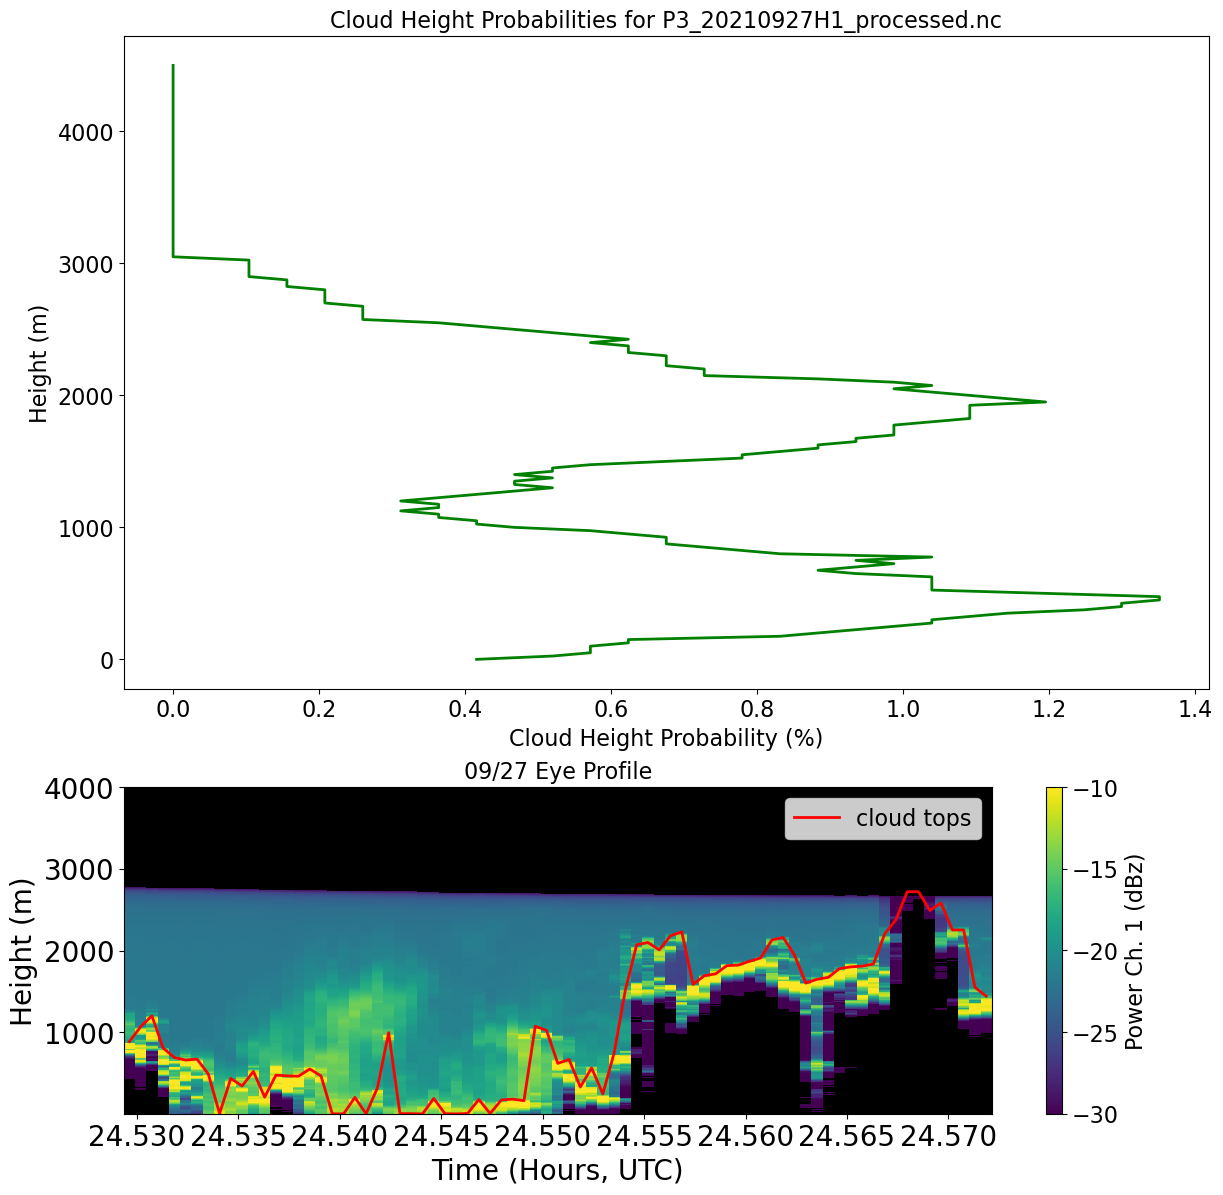 Cloud Height Probabilities for P3_20210927H1_processed.nc
4000
3000
2000
1000
0
Height (m)
0.0 0.2 0.4 0.6 0.8 1.0 1.2 1.4
Cloud Height Probability (%)
09/27 Eye Profile
4000
3000
2000
1000
Height (m)
cloud tops
24.530 24.535 24.540 24.545 24.550 24.555 24.560 24.565 24.570
Time (Hours, UTC)
−10
−15
−20
−25
−30
Power Ch. 1 (dBz)